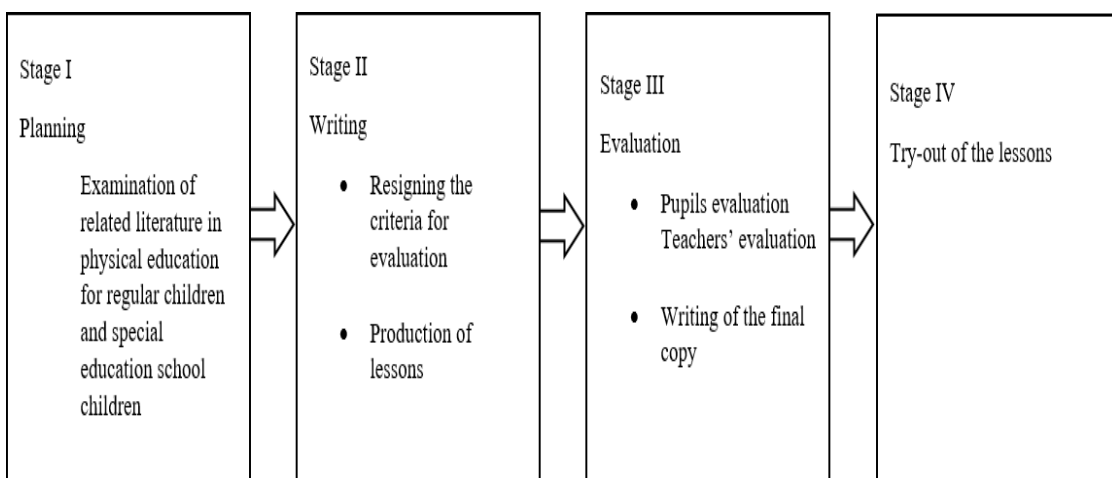 Stage I
Planning
Examination of
related literature in
physical education
for regular children
and special
education school
children
Stage II
Writing
• Resigning the
criteria for
evaluation
• Production of
lessons
Stage III
Evaluation
• Pupils evaluation
Teachers’ evaluation
• Writing of the final
copy
Stage IV
Try-out of the lessons